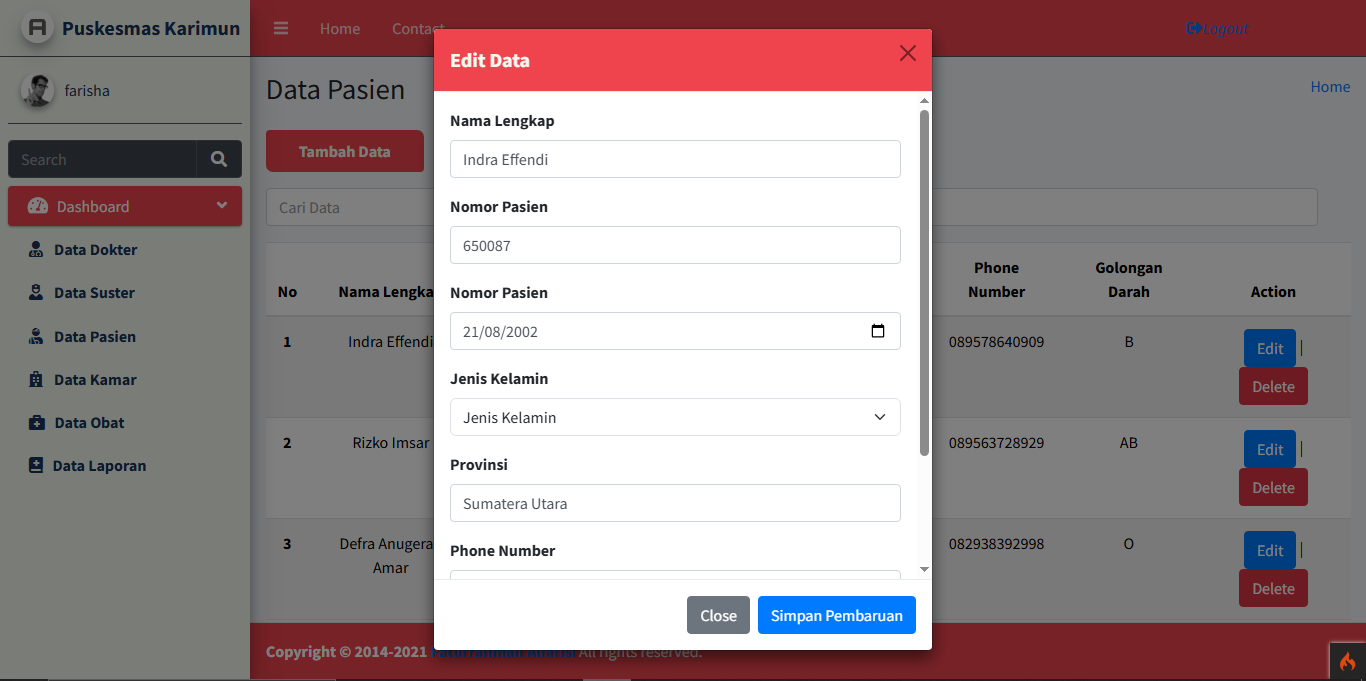 Puskesmas Karimun
Home
Contact
Logout
farisha
Search
Dashboard
Data Dokter
Data Suster
Data Pasien
Data Kamar
Data Obat
Data Laporan
Data Pasien
Home
Tambah Data
Cari Data
No Nama Lengka Phone Number Golongan Darah Action
1 Indra Effendi 089578640909 B Edit | Delete
2 Rizko Imsar 089563728929 AB Edit | Delete
3 Defra Anugera Amar 082938392998 O Edit | Delete
Edit Data
Nama Lengkap
Indra Effendi
Nomor Pasien
650087
Nomor Pasien
21/08/2002
Jenis Kelamin
Jenis Kelamin
Provinsi
Sumatera Utara
Phone Number
Close
Simpan Pembaruan
Copyright © 2014-2021 All rights reserved.